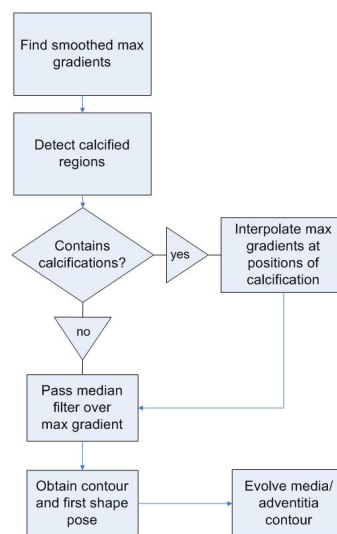 Find smoothed max
gradients
Detect calcified
regions
Contains
calcifications?
yes
Interpolate max
gradients at
positions of
calcification
no
Pass median
filter over
max gradient
Obtain contour
and first shape
pose
Evolve media/
adventitia
contour